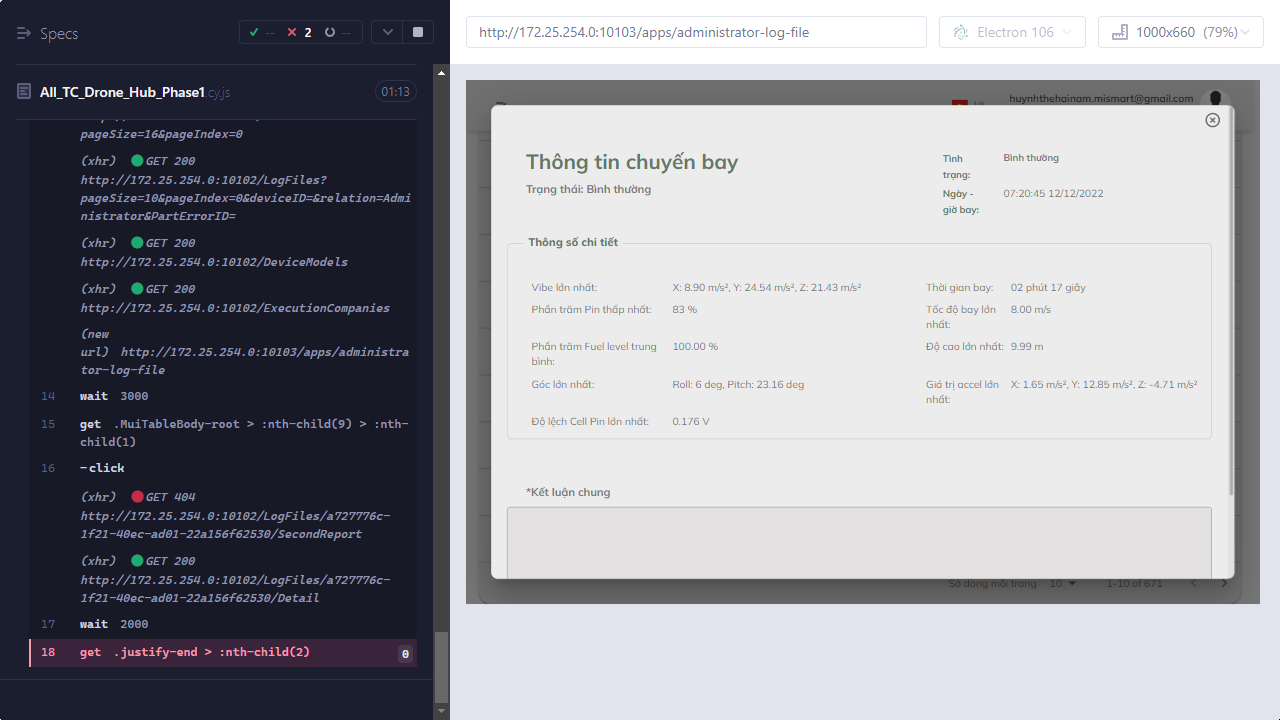 Specs
-- 2 --
http://172.25.254.0:10103/apps/administrator-log-file
Electron 106
1000x660 (79%)
All_TC_Drone_Hub_Phase1.cy.js 01:13
pageSize=16&pageIndex=0
(xhr) GET 200
http://172.25.254.0:10102/LogFiles?
pageSize=10&pageIndex=0&deviceID=&relation=Admi
nistrator&PartErrorID=
(xhr) GET 200
http://172.25.254.0:10102/DeviceModels
(xhr) GET 200
http://172.25.254.0:10102/ExecutionCompanies
(new
url) http://172.25.254.0:10103/apps/administra
tor-log-file
14 wait 3000
15 get .MuiTableBody-root > :nth-child(9) > :nth-
child(1)
16 -click
(xhr) GET 404
http://172.25.254.0:10102/LogFiles/a727776c-
1f21-40ec-ad01-22a156f62530/SecondReport
(xhr) GET 200
http://172.25.254.0:10102/LogFiles/a727776c-
1f21-40ec-ad01-22a156f62530/Detail
17 wait 2000
18 get .justify-end > :nth-child(2) 0
huynhthehainam.mismart@gmail.com
Thông tin chuyến bay
Trạng thái: Bình thường
Tình
trạng:
Bình thường
Ngày -
giờ bay:
07:20:45 12/12/2022
Thông số chi tiết
Vibe lớn nhất: X: 8.90 m/s², Y: 24.54 m/s², Z: 21.43 m/s²
Thời gian bay: 02 phút 17 giây
Phần trăm Pin thấp nhất: 83 %
Tốc độ bay lớn
nhất:
8.00 m/s
Phần trăm Fuel level trung
bình:
100.00 %
Độ cao lớn nhất: 9.99 m
Góc lớn nhất: Roll: 6 deg, Pitch: 23.16 deg
Giá trị accel lớn
nhất:
X: 1.65 m/s², Y: 12.85 m/s², Z: -4.71 m/s²
Độ lệch Cell Pin lớn nhất: 0.176 V
*Kết luận chung
Số dòng mỗi trang 10 1-10 of 671